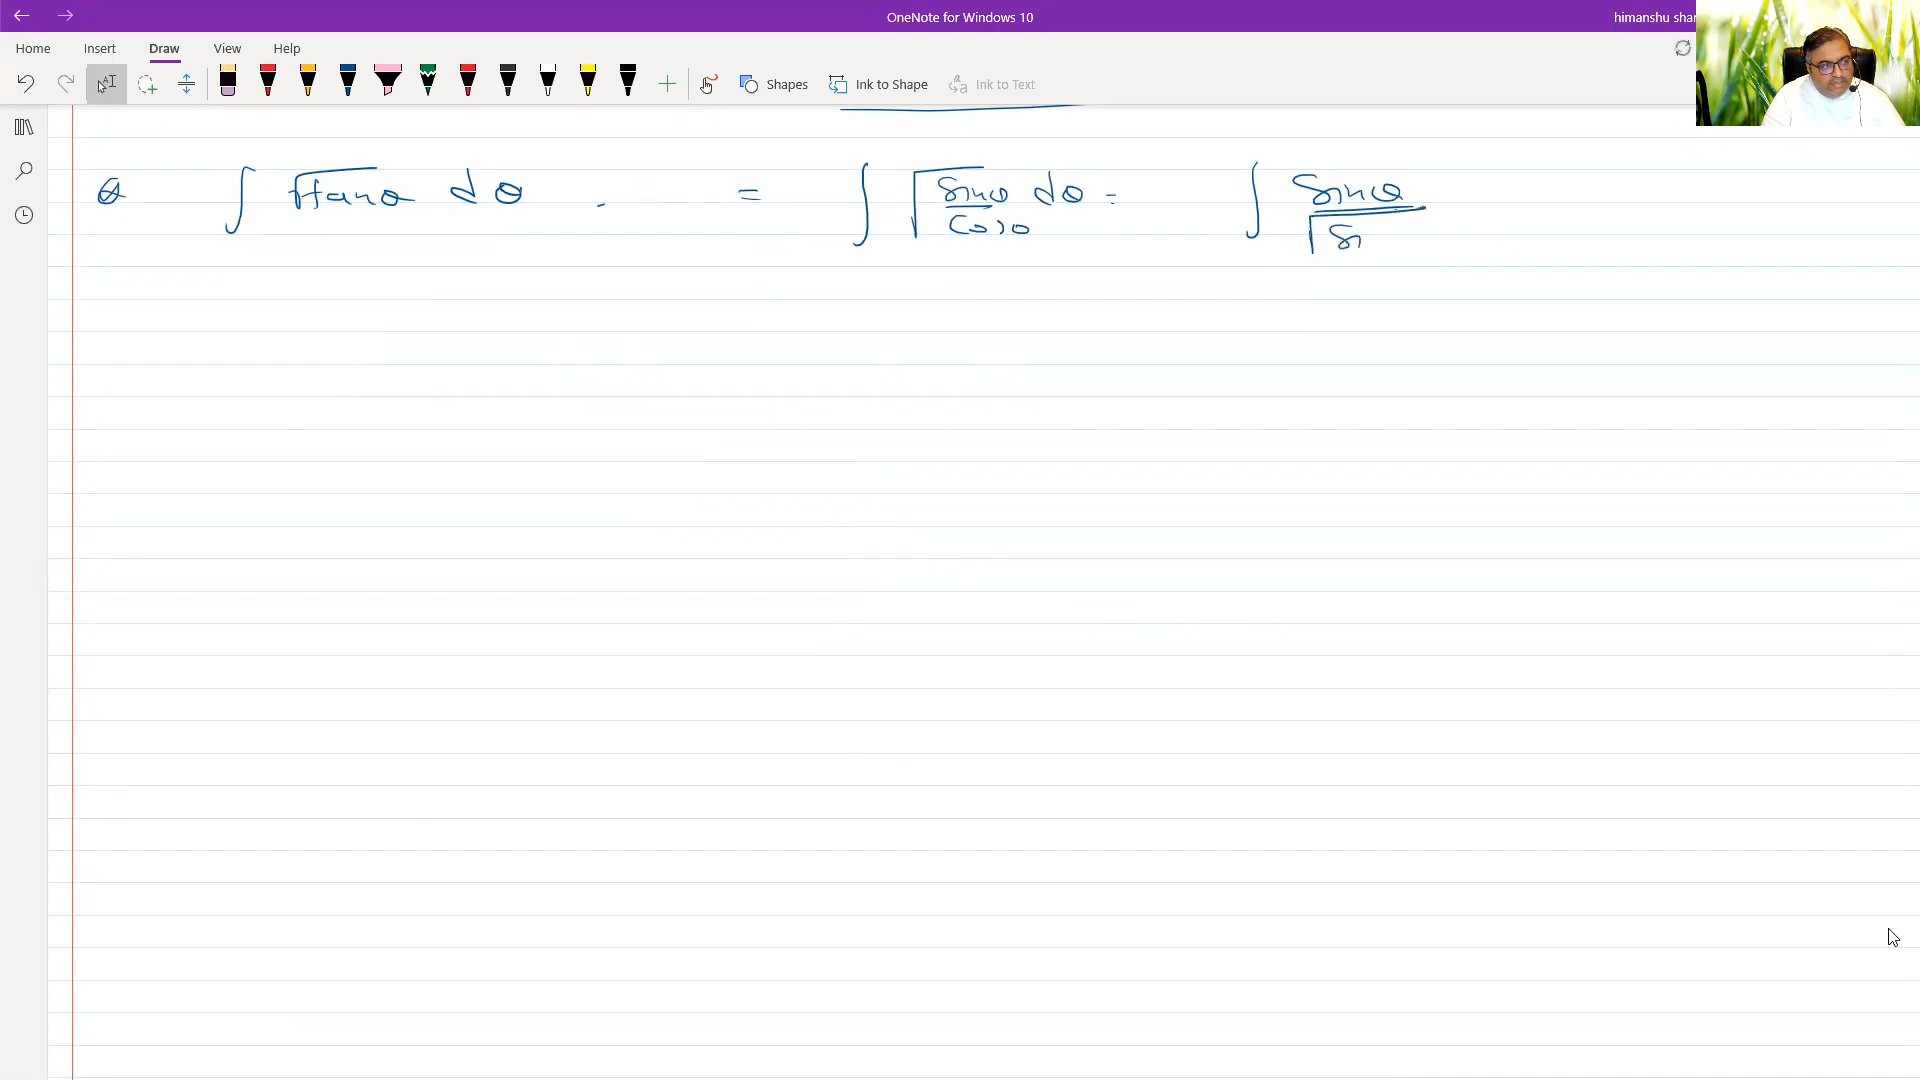 OneNote for Windows 10
himanshu shar
Home Insert Draw View Help
Shapes Ink to Shape Ink to Text
Q ∫ √tanθ dθ . = ∫ √(sinθ/cosθ) dθ = ∫ sinθ/√si